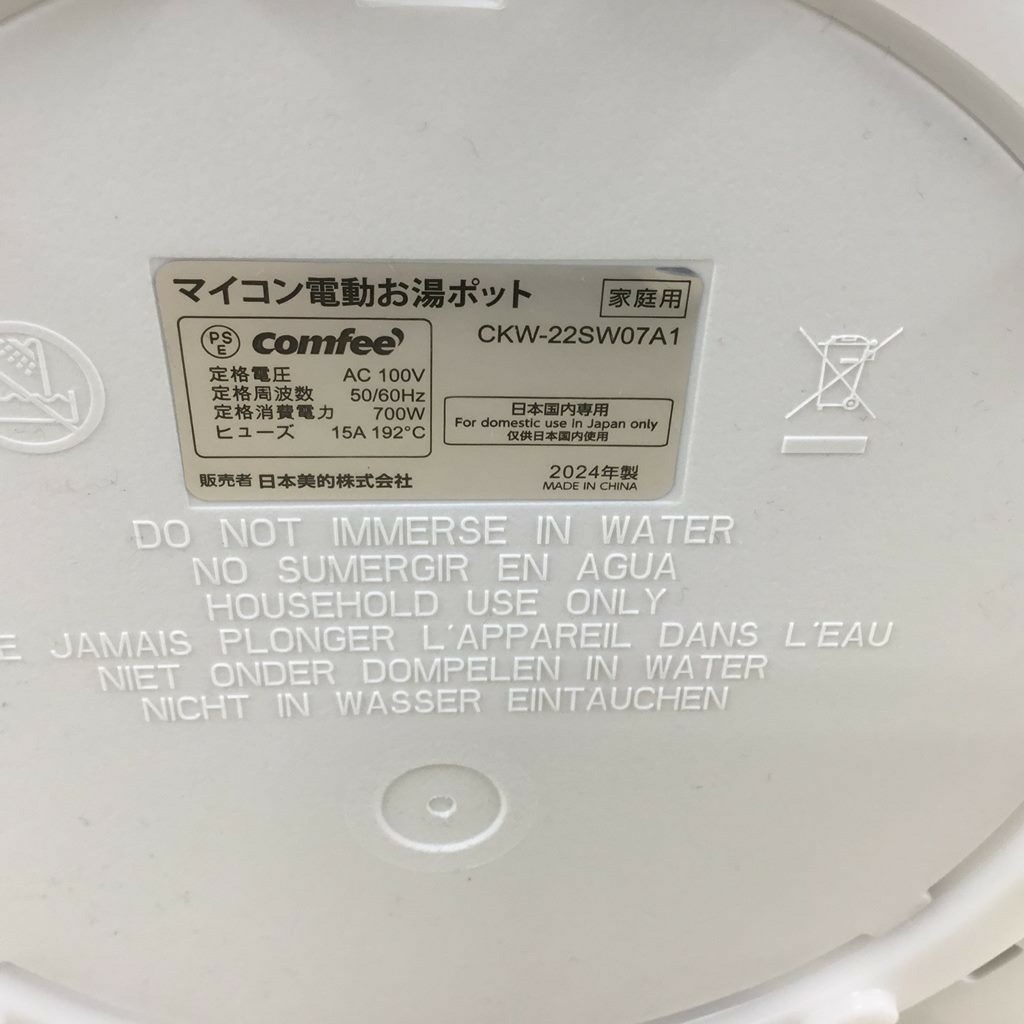 マイコン電動お湯ポット
家庭用
PS
E
comfee'
CKW-22SW07A1
定格電圧 AC 100V
定格周波数 50/60Hz
定格消費電力 700W
ヒューズ 15A 192°C
日本国内専用
For domestic use in Japan only
仅供日本国内使用
販売者 日本美的株式会社
2024年製
MADE IN CHINA
DO NOT IMMERSE IN WATER
NO SUMERGIR EN AGUA
HOUSEHOLD USE ONLY
E JAMAIS PLONGER L'APPAREIL DANS L'EAU
NIET ONDER DOMPELEN IN WATER
NICHT IN WASSER EINTAUCHEN